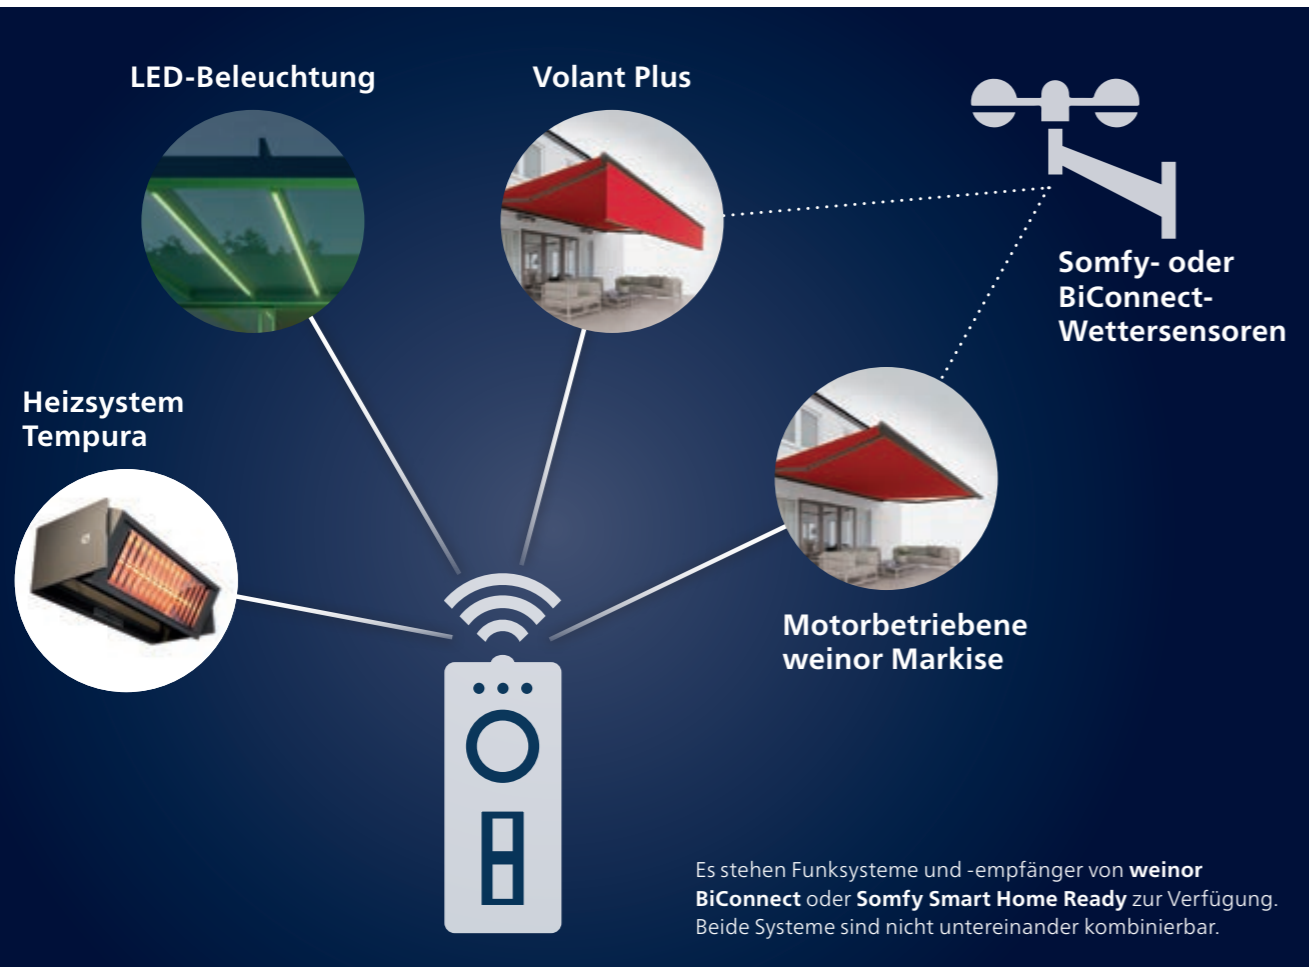 LED-Beleuchtung
Volant Plus
Somfy- oder
BiConnect-
Wettersensoren
Heizsystem
Tempura
Motorbetriebene
weinor Markise
Es stehen Funksysteme und -empfänger von weinor
BiConnect oder Somfy Smart Home Ready zur Verfügung.
Beide Systeme sind nicht untereinander kombinierbar.